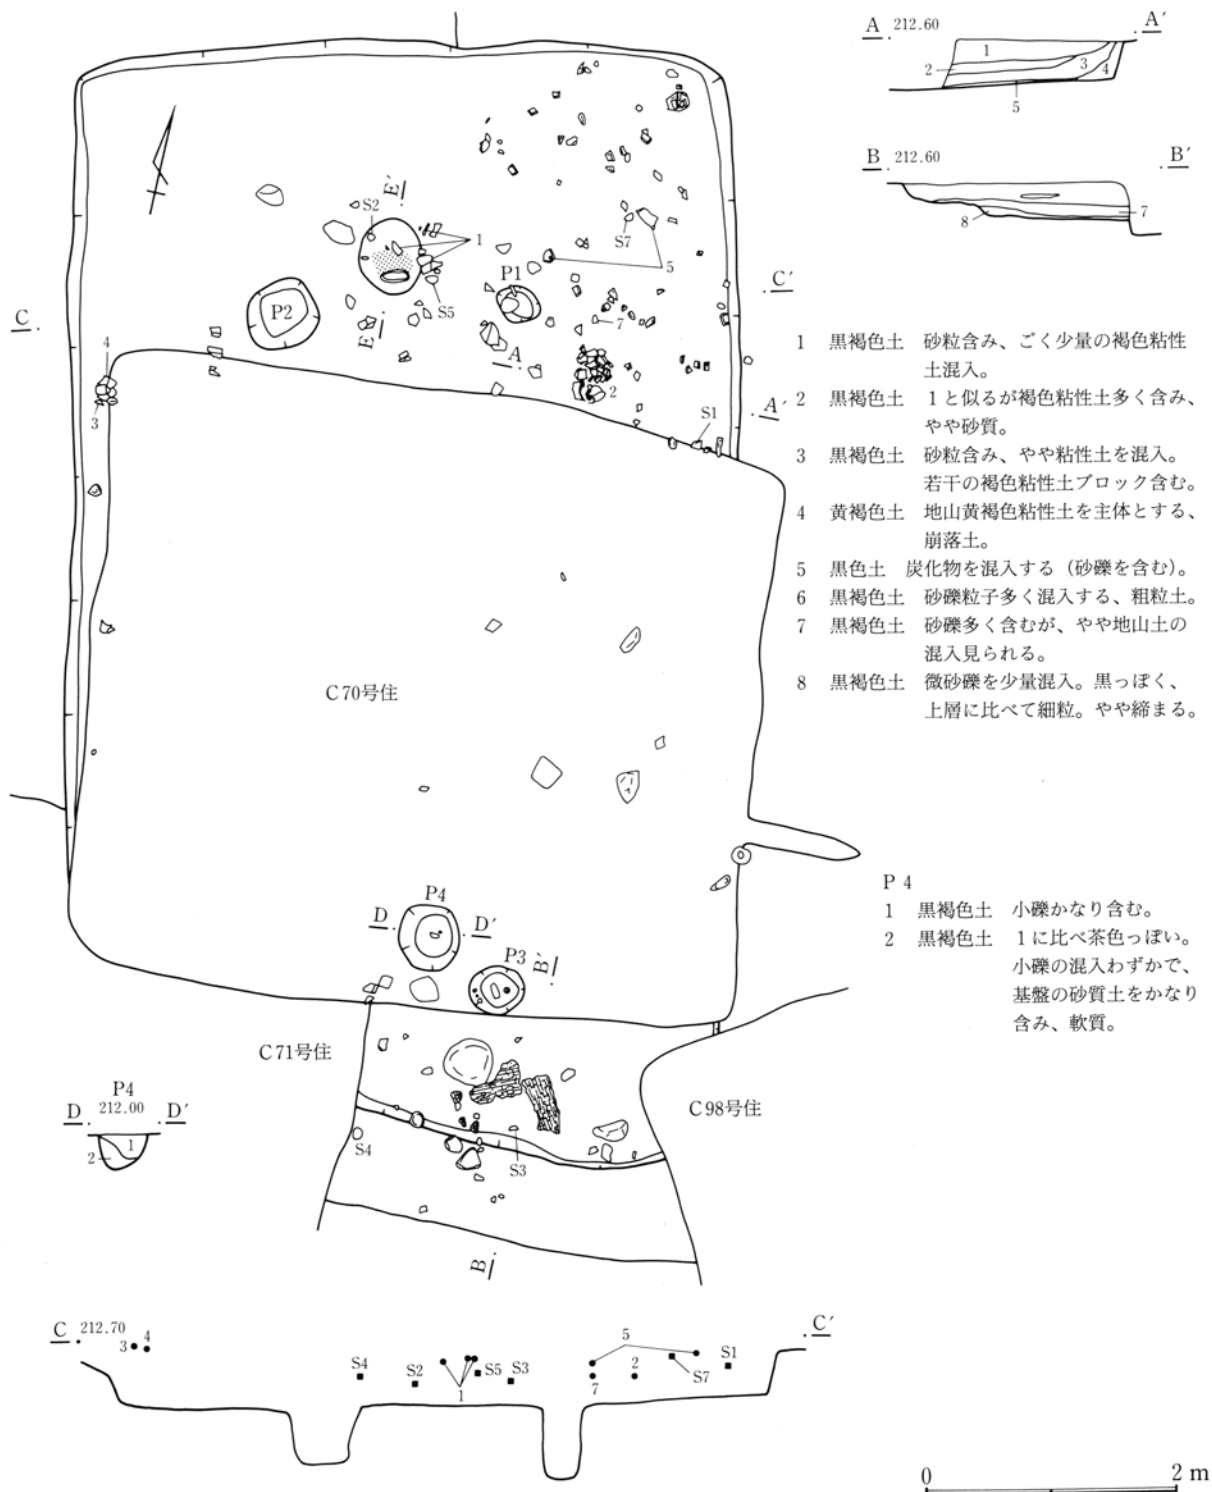 A 212.60 A′
1
2
3
4
5
B 212.60 B′
7
8
E′
S2
1
S7
5
P1
P2
S5
C′
C
E
A
7
4
2
A′
3
S1
1 黒褐色土 砂粒含み、ごく少量の褐色粘性
土混入。
2 黒褐色土 1と似るが褐色粘性土多く含み、
やや砂質。
3 黒褐色土 砂粒含み、やや粘性土を混入。
若干の褐色粘性土ブロック含む。
4 黄褐色土 地山黄褐色粘性土を主体とする、
崩落土。
5 黒色土 炭化物を混入する（砂礫を含む）。
6 黒褐色土 砂礫粒子多く混入する、粗粒土。
7 黒褐色土 砂礫多く含むが、やや地山土の
混入見られる。
8 黒褐色土 微砂礫を少量混入。黒っぽく、
上層に比べて細粒。やや締まる。
C70号住
P4
D D′
P3
B′
P 4
1 黒褐色土 小礫かなり含む。
2 黒褐色土 1に比べ茶色っぽい。
小礫の混入わずかで、
基盤の砂質土をかなり
含み、軟質。
C71号住
C98号住
P4
D 212.00 D′
1
2
S4
S3
B
C 212.70 C′
3
4
S4
S2
1
S5
S3
5
7
2
S7
S1
0 2 m